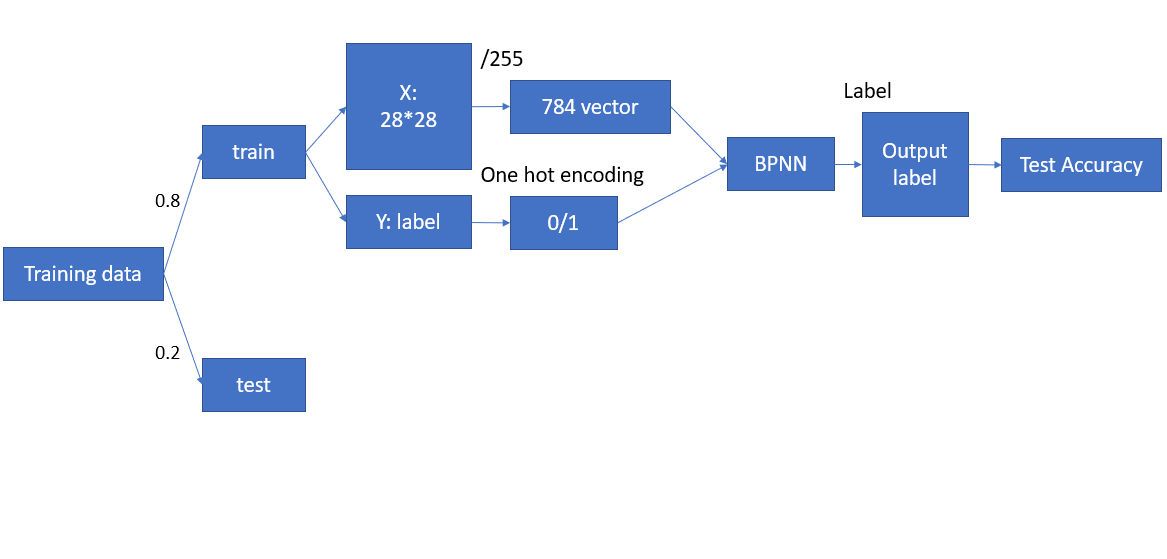 Training data
0.8
0.2
train
test
X:
28*28
Y: label
/255
784 vector
One hot encoding
0/1
BPNN
Label
Output
label
Test Accuracy